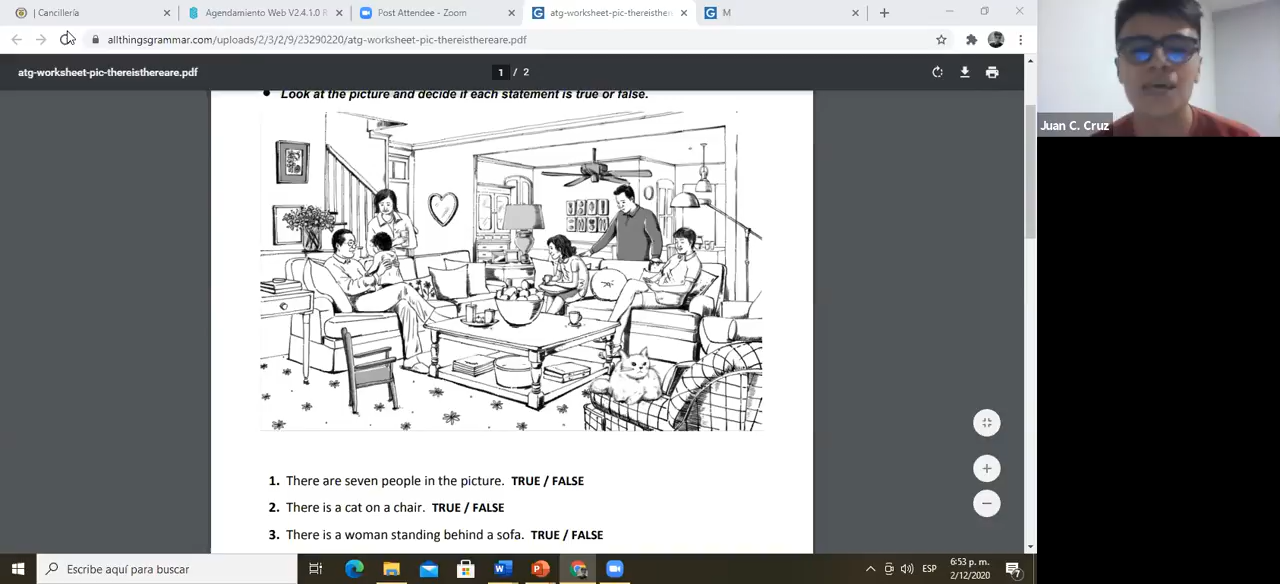 Cancillería
Agendamiento Web V2.4.1.0 R
Post Attendee - Zoom
atg-worksheet-pic-thereisther
M
allthingsgrammar.com/uploads/2/3/2/9/23290220/atg-worksheet-pic-thereisthereare.pdf
atg-worksheet-pic-thereisthereare.pdf
1 / 2
Juan C. Cruz
• Look at the picture and decide if each statement is true or false.
1. There are seven people in the picture. TRUE / FALSE
2. There is a cat on a chair. TRUE / FALSE
3. There is a woman standing behind a sofa. TRUE / FALSE
Escribe aquí para buscar
ESP
6:53 p. m.
2/12/2020
7